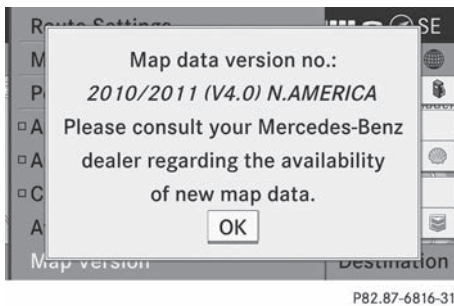 Route Settings
SE
M
Map data version no.:
2010/2011 (V4.0) N.AMERICA
Please consult your Mercedes-Benz
dealer regarding the availability
of new map data.
OK
Map Version
Destination
P82.87-6816-31